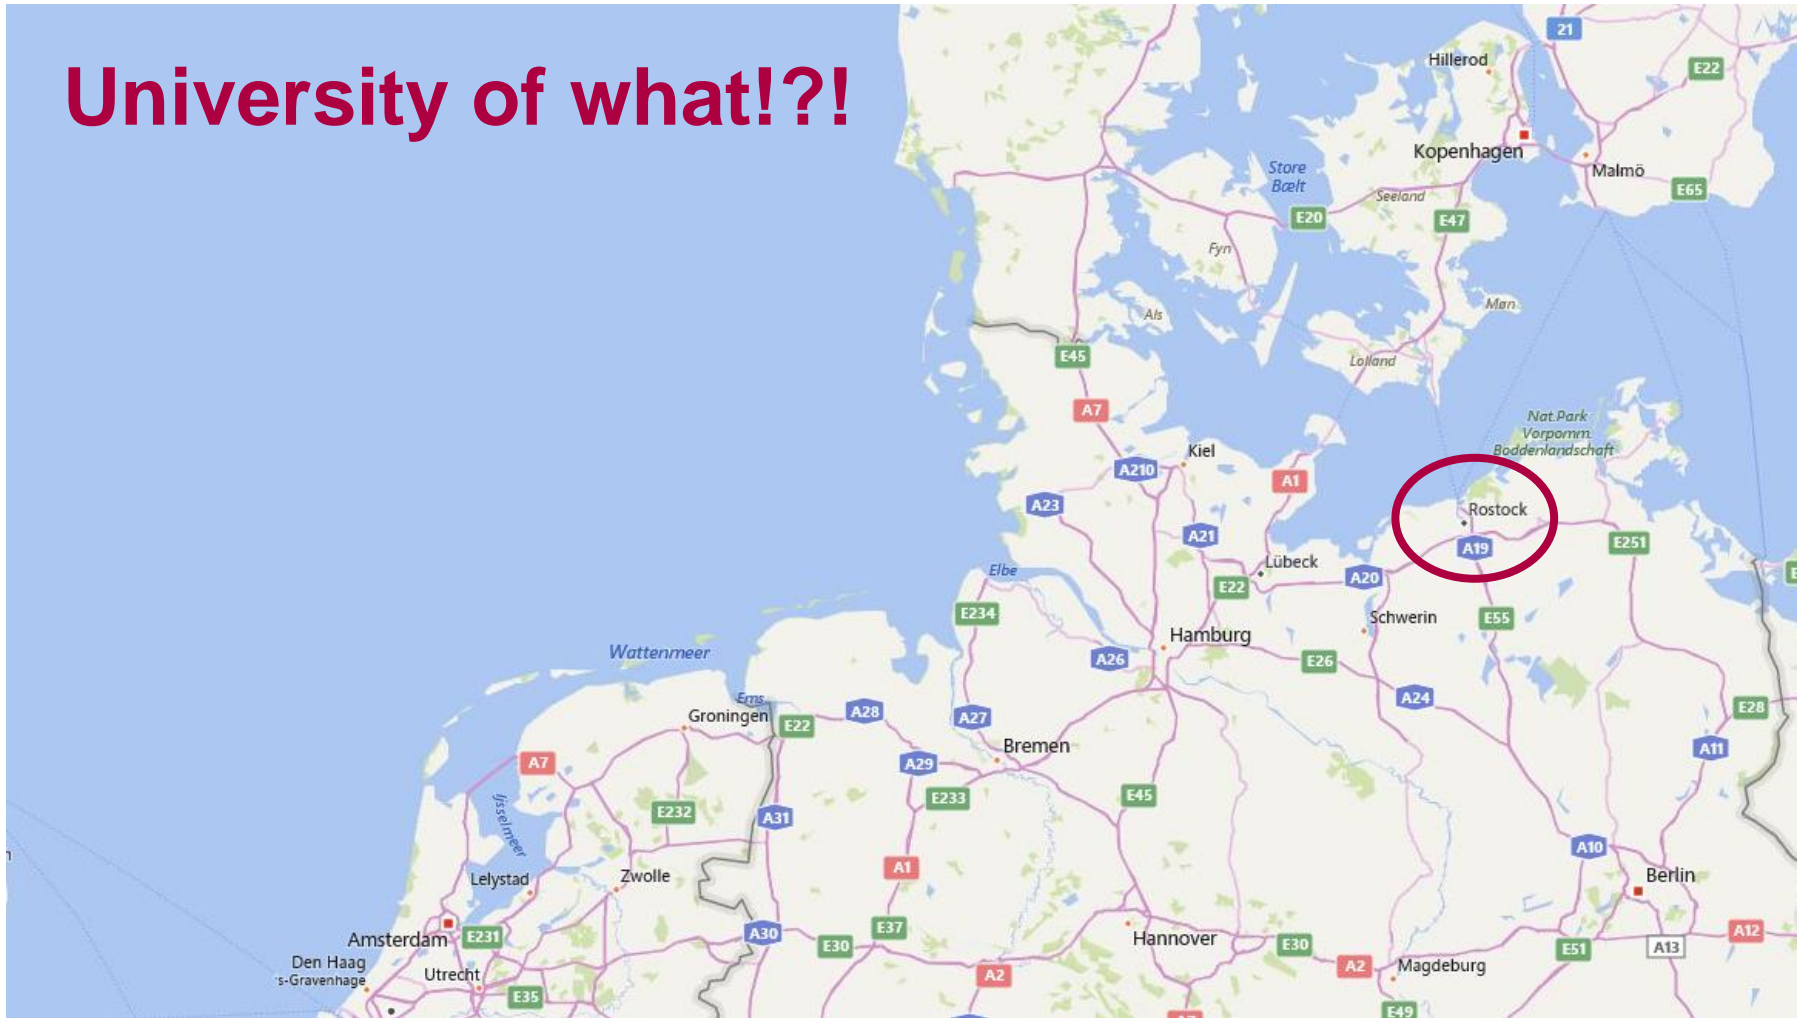 University of what!?!
21
Hillerod
E22
Kopenhagen
Malmö
Store
Bælt
Seeland
E65
E20
E47
Fyn
Møn
Als
E45
Lolland
A7
Nat.Park
Vorpomm.
Boddenlandschaft
Kiel
A210
A1
A23
Rostock
A21
A19
E251
Lübeck
Elbe
A20
E22
E234
Schwerin
E55
Hamburg
Wattenmeer
A26
E26
Ems
A24
Groningen
E22
A28
A27
E28
Bremen
A11
A7
A29
E233
E45
E232
A31
Ijsselmeer
A10
A1
Berlin
Lelystad
Zwolle
Amsterdam
E231
A30
E30
E37
Hannover
E30
E51
A13
A12
Den Haag
's-Gravenhage
Utrecht
A2
A2
Magdeburg
E35
E49